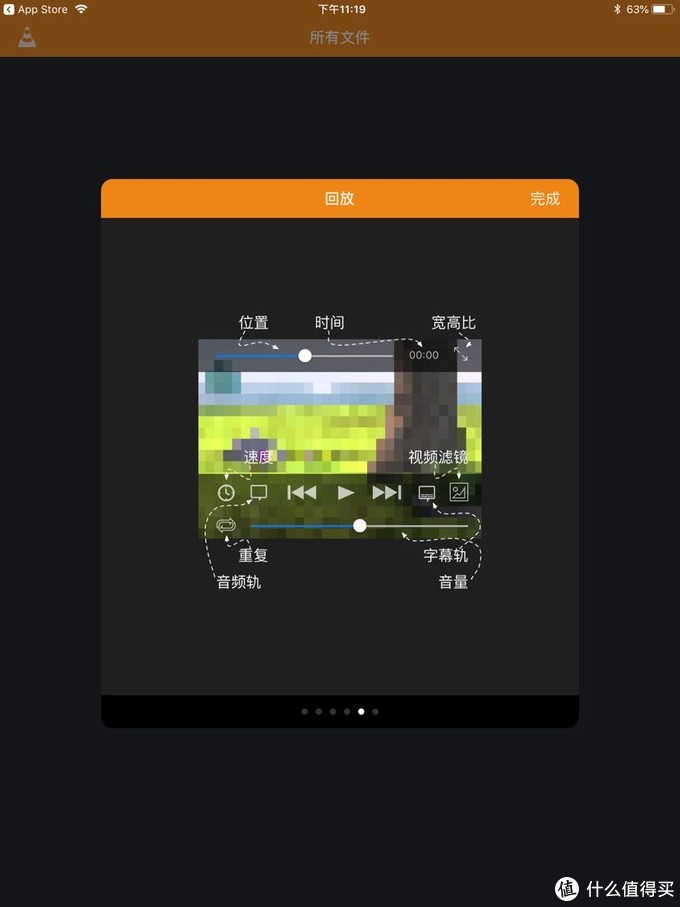 App Store
下午11:19
63%
所有文件
回放
完成
位置
时间
宽高比
00:00
速度
视频滤镜
重复
字幕轨
音频轨
音量
值 什么值得买